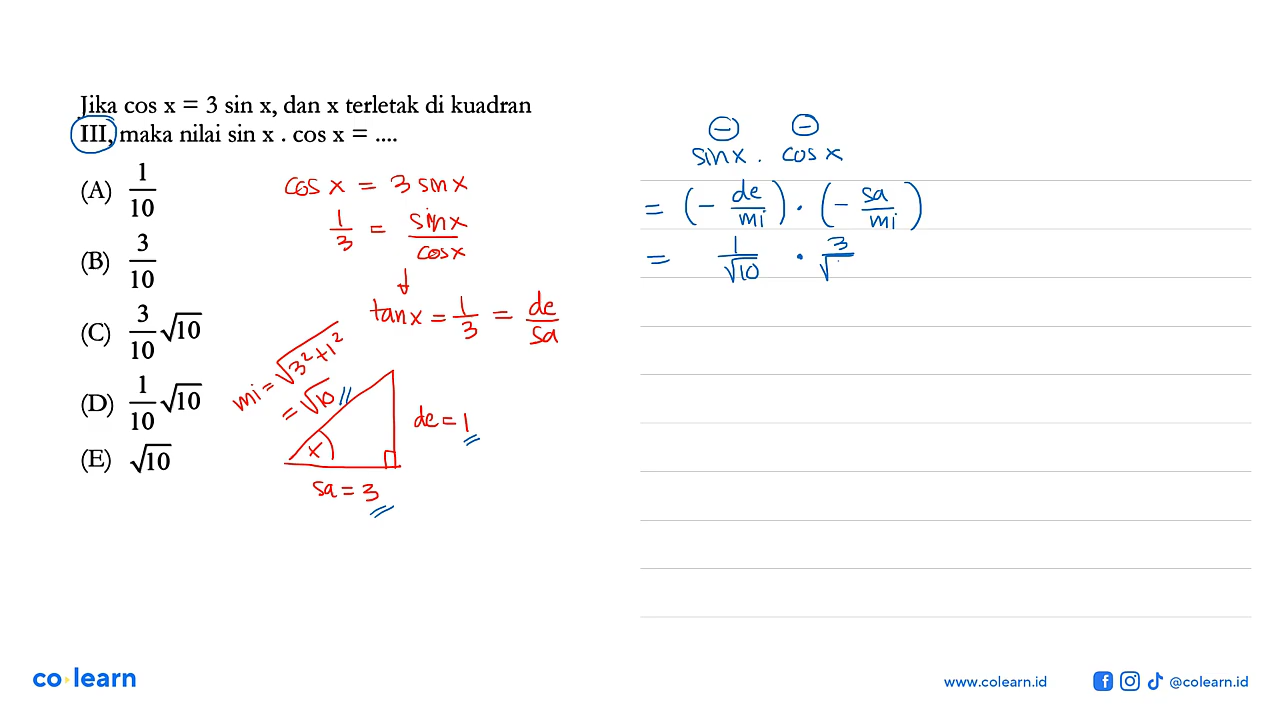 Jika cos x = 3 sin x, dan x terletak di kuadran
III, maka nilai sin x . cos x = ....
(A) 1/10
(B) 3/10
(C) 3/10 √10
(D) 1/10 √10
(E) √10
cos x = 3 sin x
1/3 = sin x/cos x
↓
tan x = 1/3 = de/sa
mi = √3² + 1²
= √10
x
de = 1
sa = 3
⊖ ⊖
sin x . cos x
= (- de/mi) · (- sa/mi)
= 1/√10 · 3/√
co learn
www.colearn.id
@colearn.id